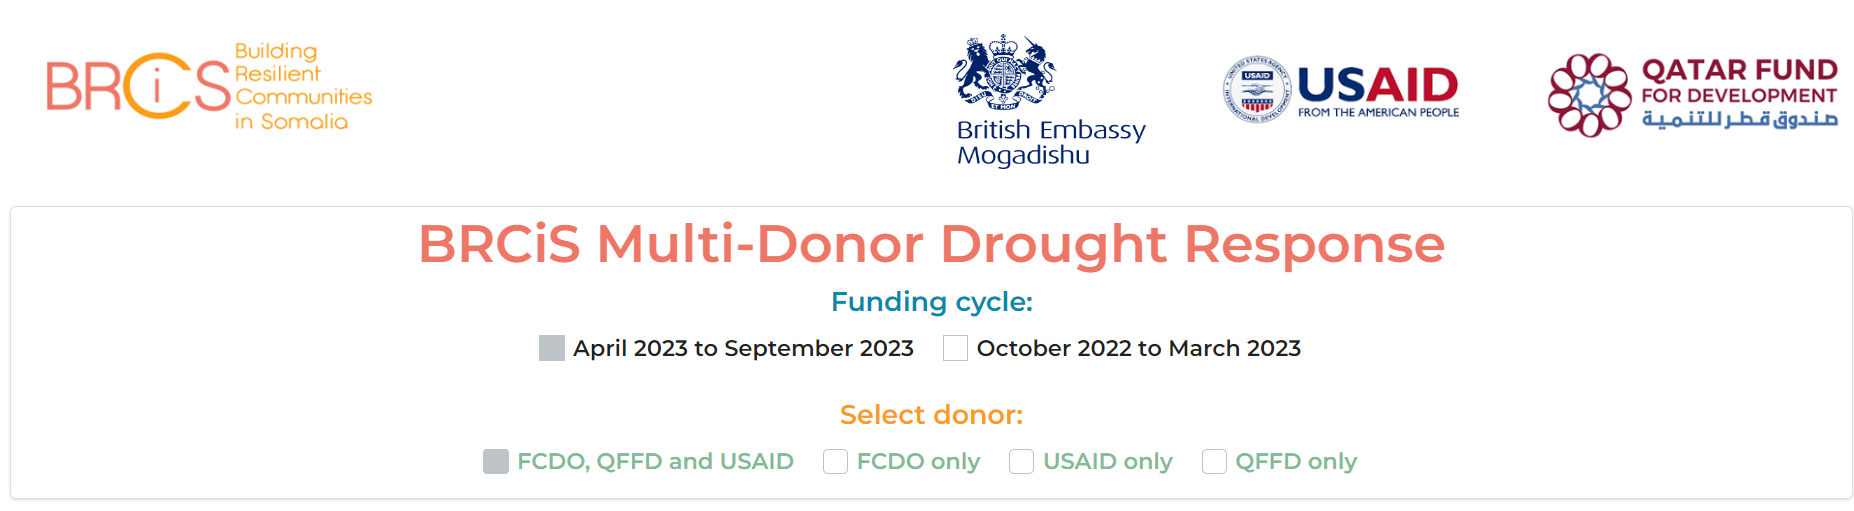 BRCiS
Building
Resilient
Communities
in Somalia
British Embassy
Mogadishu
USAID
USAID
FROM THE AMERICAN PEOPLE
QATAR FUND
FOR DEVELOPMENT
صندوق قطر للتنمية
BRCiS Multi-Donor Drought Response
Funding cycle:
April 2023 to September 2023 October 2022 to March 2023
Select donor:
FCDO, QFFD and USAID FCDO only USAID only QFFD only